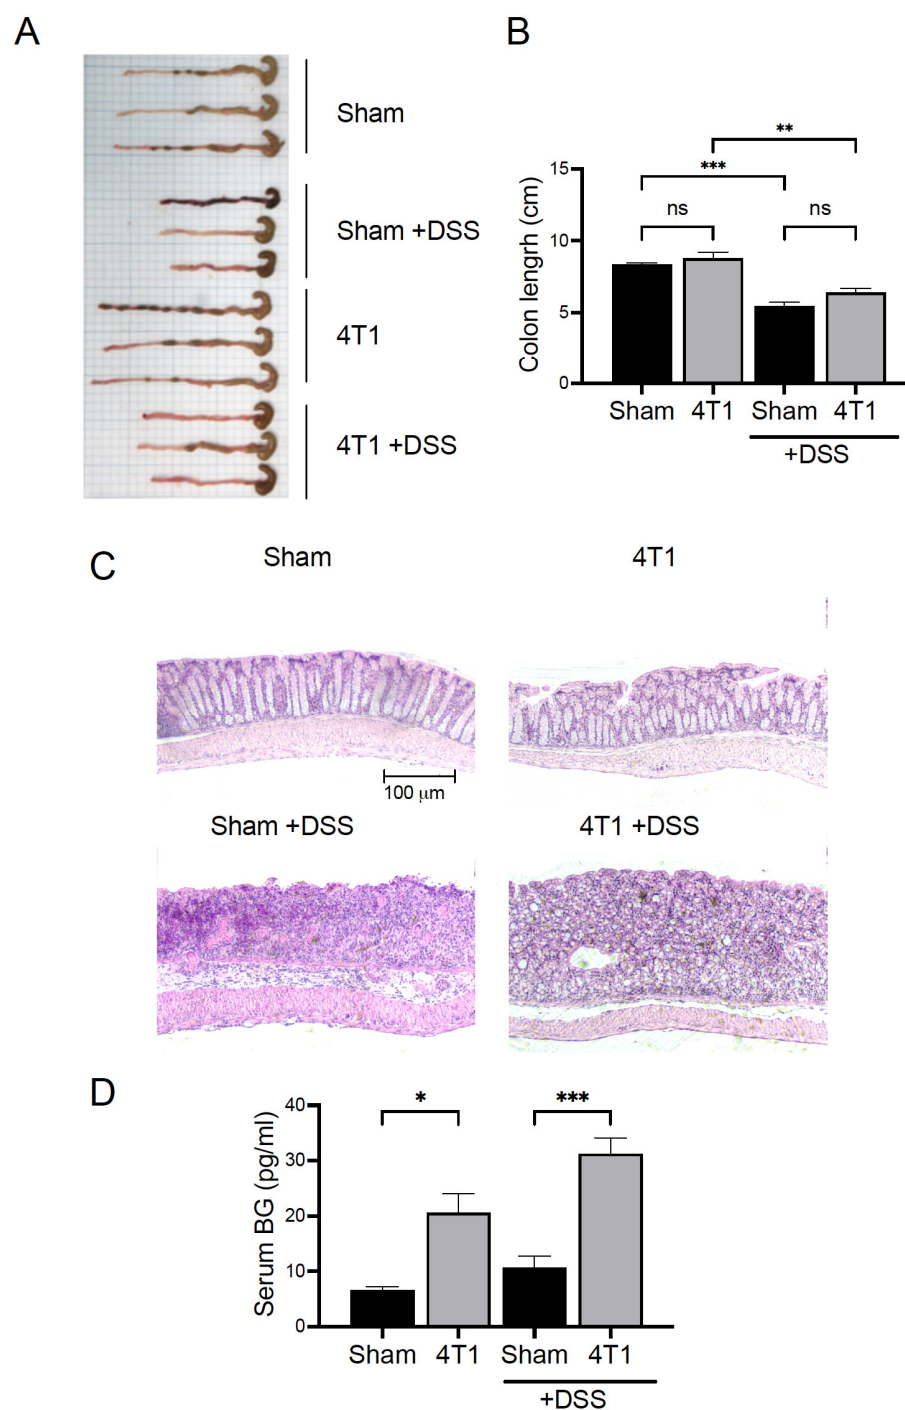 A
Sham
Sham +DSS
4T1
4T1 +DSS
B
Colon lengrh (cm)
15
10
5
0
***
**
ns
ns
Sham 4T1 Sham 4T1
+DSS
C
Sham
4T1
100 μm
Sham +DSS
4T1 +DSS
D
Serum BG (pg/ml)
40
30
20
10
0
*
***
Sham 4T1 Sham 4T1
+DSS